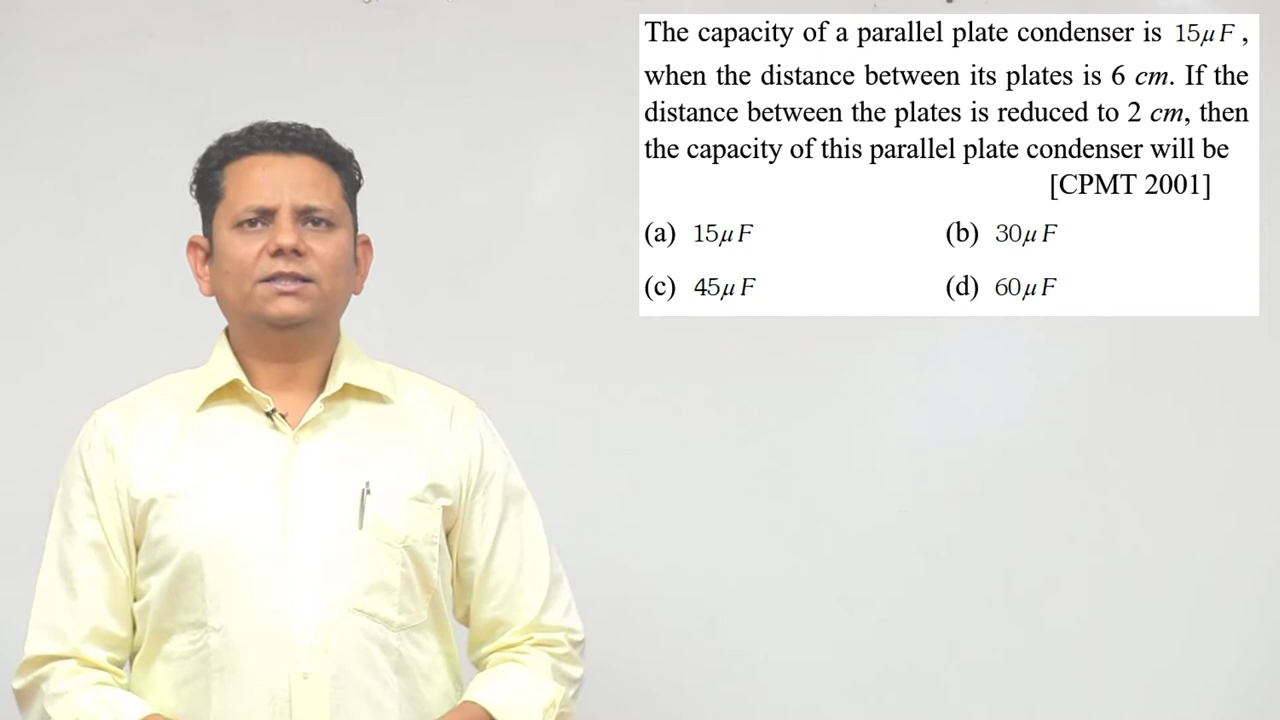 The capacity of a parallel plate condenser is 15μF,
when the distance between its plates is 6 cm. If the
distance between the plates is reduced to 2 cm, then
the capacity of this parallel plate condenser will be
[CPMT 2001]
(a) 15μF (b) 30μF
(c) 45μF (d) 60μF